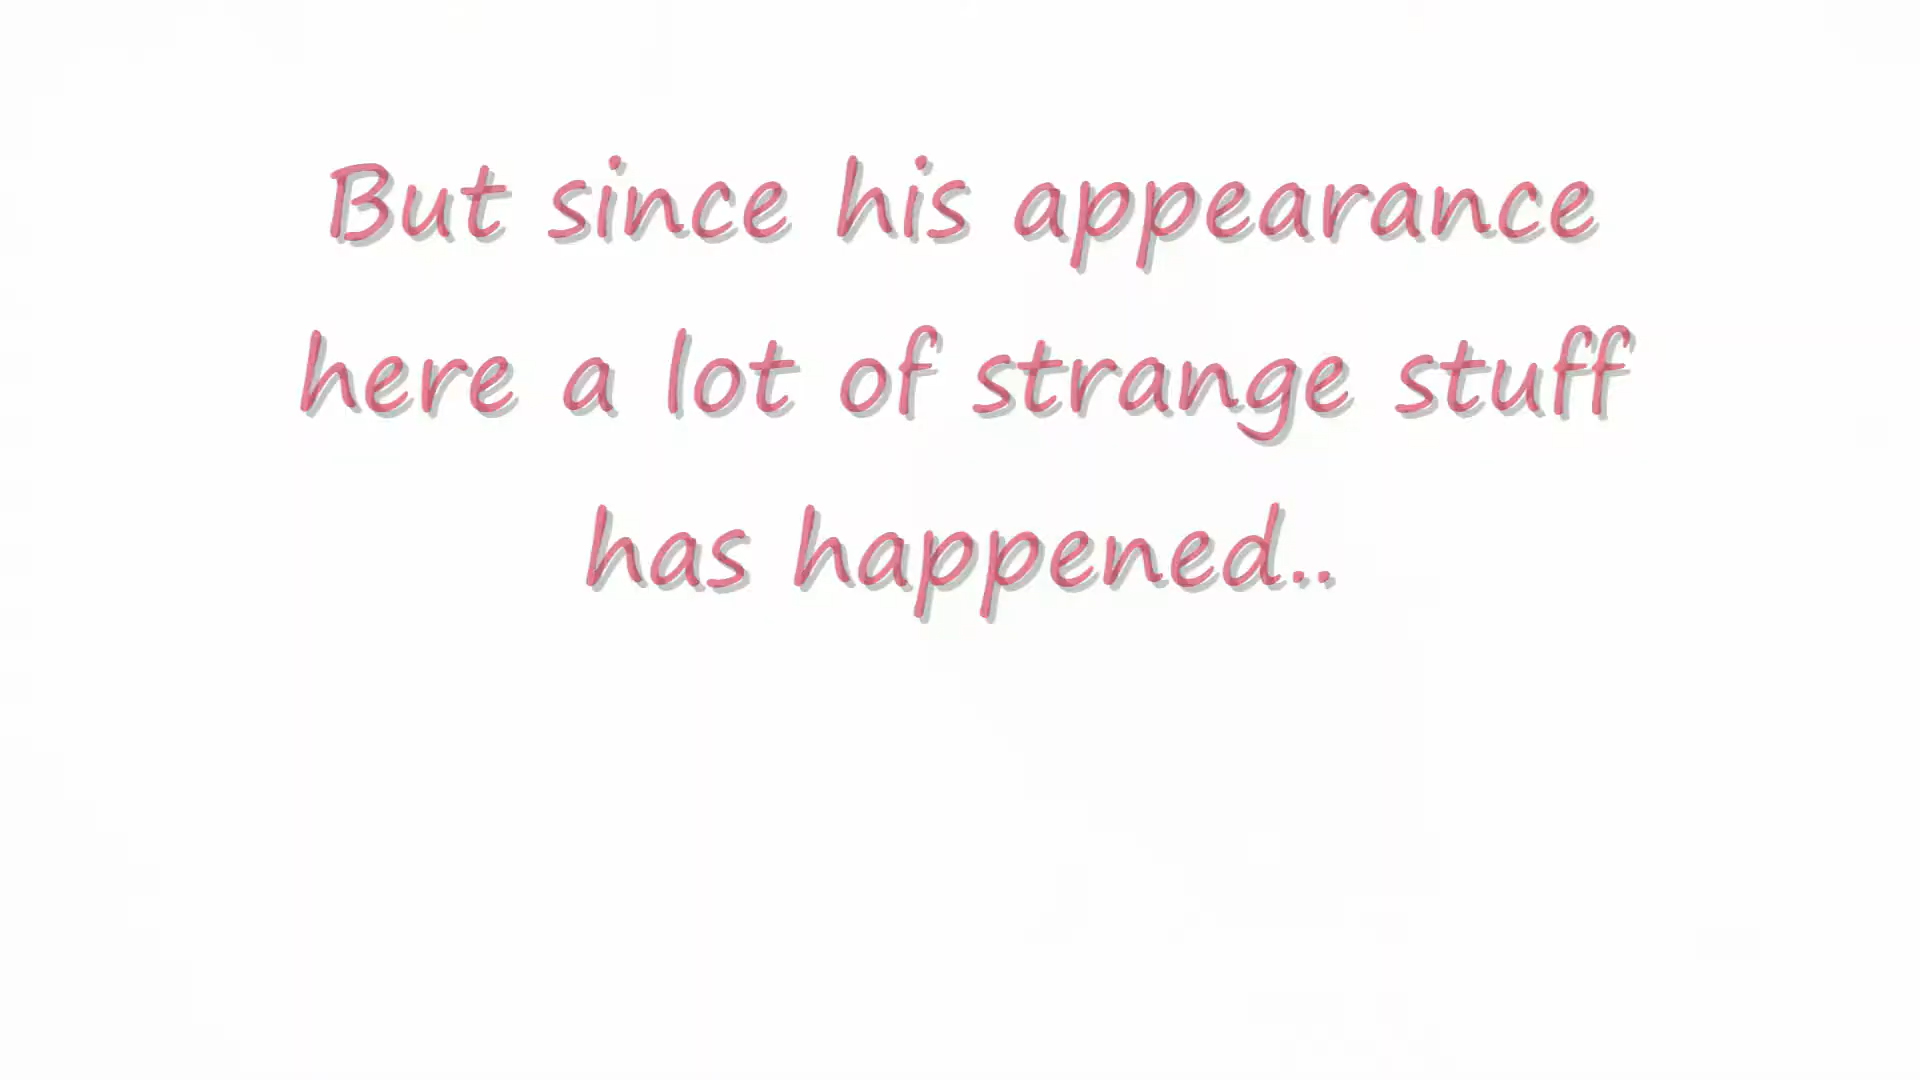 But since his appearance
here a lot of strange stuff
has happened..